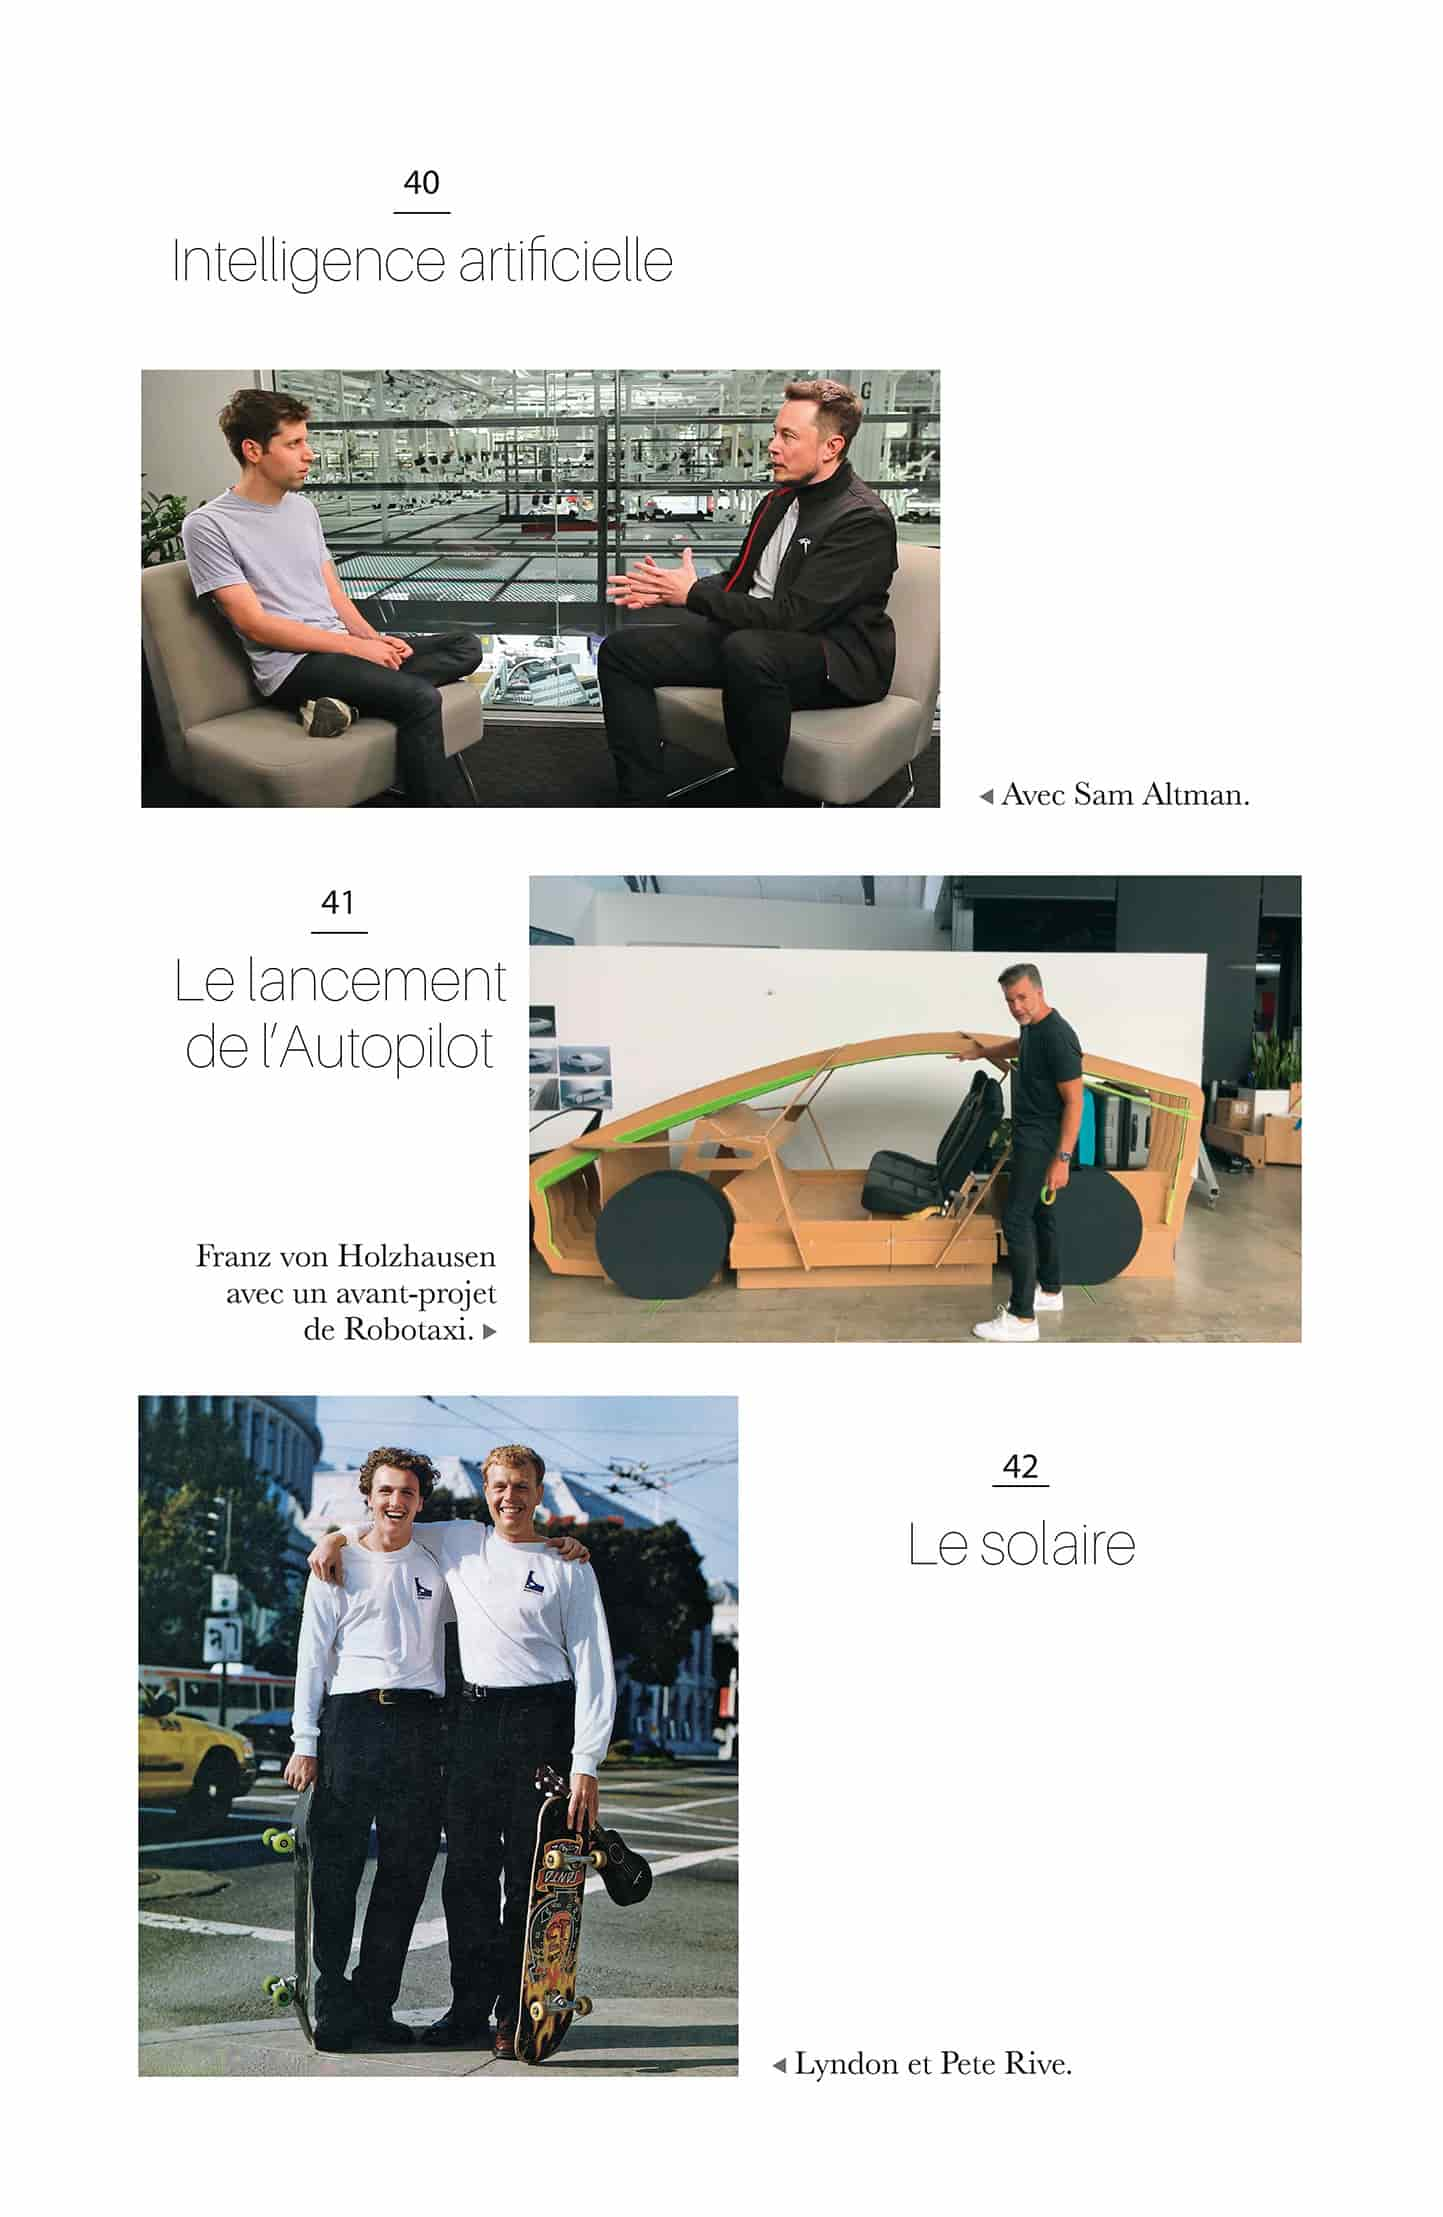 40
Intelligence artificielle
G
◀ Avec Sam Altman.
41
Le lancement
de l'Autopilot
Franz von Holzhausen
avec un avant-projet
de Robotaxi. ▶
42
Le solaire
◀ Lyndon et Pete Rive.